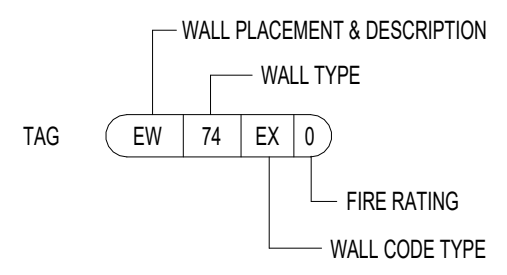 WALL PLACEMENT & DESCRIPTION
WALL TYPE
TAG EW 74 EX 0
FIRE RATING
WALL CODE TYPE